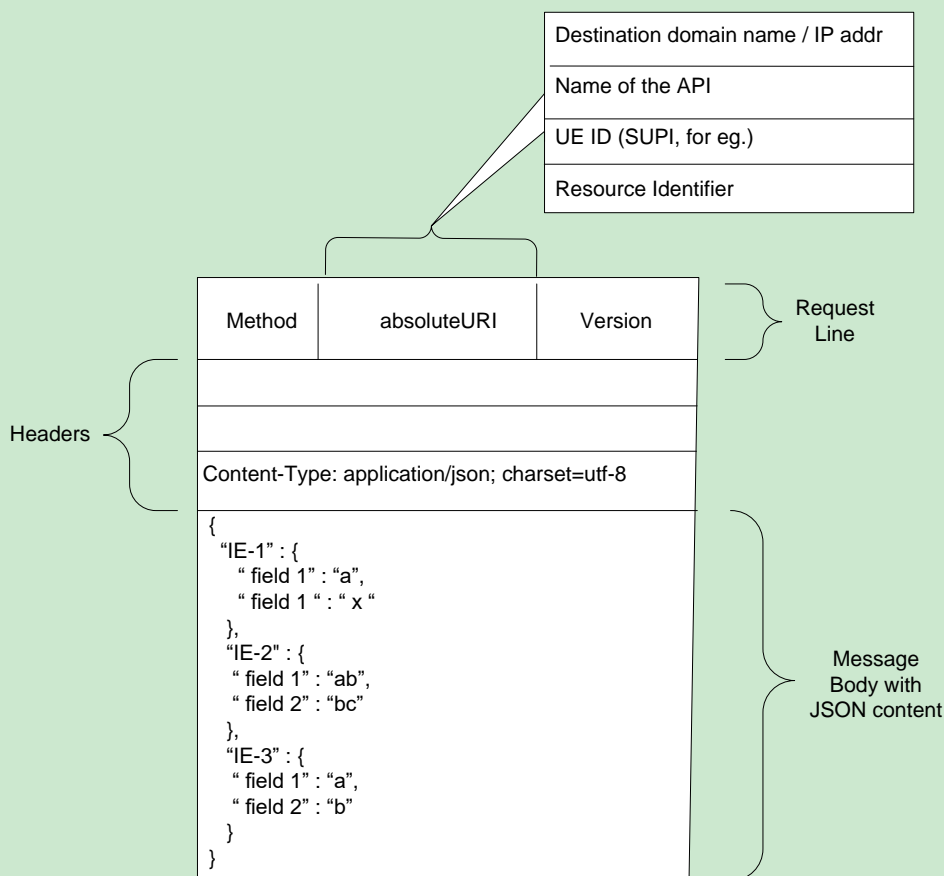 Destination domain name / IP addr
Name of the API
UE ID (SUPI, for eg.)
Resource Identifier
Method
absoluteURI
Version
Request
Line
Headers
Content-Type: application/json; charset=utf-8
{
“IE-1” : {
“ field 1” : “a”,
“ field 1 “ : “ x “
},
“IE-2" : {
“ field 1” : “ab”,
“ field 2” : “bc”
},
“IE-3” : {
“ field 1” : “a”,
“ field 2” : “b”
}
}
Message
Body with
JSON content